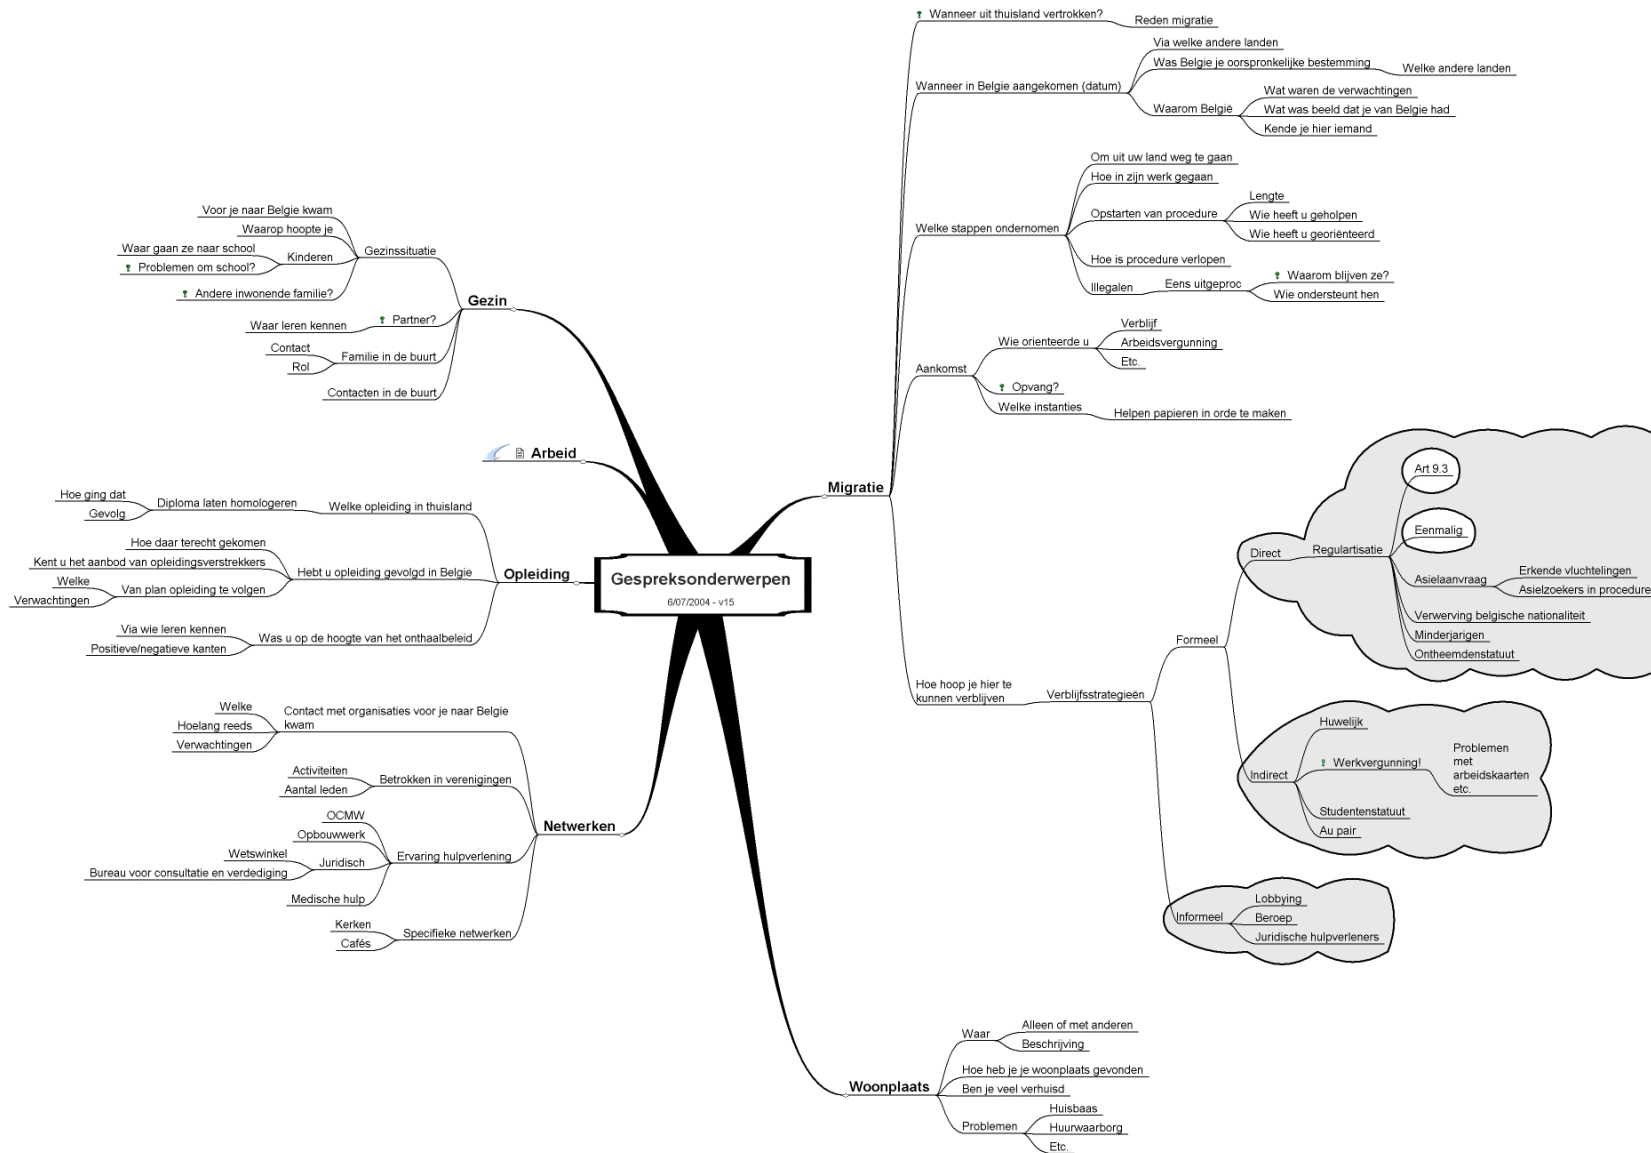 Gespreksonderwerpen
6/07/2004 - v15
Migratie
Wanneer uit thuisland vertrokken?
Reden migratie
Wanneer in Belgie aangekomen (datum)
Via welke andere landen
Was Belgie je oorspronkelijke bestemming
Welke andere landen
Waarom België
Wat waren de verwachtingen
Wat was beeld dat je van Belgie had
Kende je hier iemand
Welke stappen ondernomen
Om uit uw land weg te gaan
Hoe in zijn werk gegaan
Opstarten van procedure
Lengte
Wie heeft u geholpen
Wie heeft u georiënteerd
Hoe is procedure verlopen
Illegalen
Eens uitgeproc
Waarom blijven ze?
Wie ondersteunt hen
Aankomst
Wie orienteerde u
Verblijf
Arbeidsvergunning
Etc.
Opvang?
Welke instanties
Helpen papieren in orde te maken
Hoe hoop je hier te
kunnen verblijven
Verblijfsstrategieën
Formeel
Direct
Regulartisatie
Art 9.3
Eenmalig
Asielaanvraag
Erkende vluchtelingen
Asielzoekers in procedure
Verwerving belgische nationaliteit
Minderjarigen
Ontheemdenstatuut
Indirect
Huwelijk
Werkvergunning!
Problemen
met
arbeidskaarten
etc.
Studentenstatuut
Au pair
Informeel
Lobbying
Beroep
Juridische hulpverleners
Woonplaats
Waar
Alleen of met anderen
Beschrijving
Hoe heb je je woonplaats gevonden
Ben je veel verhuisd
Problemen
Huisbaas
Huurwaarborg
Etc.
Gezin
Gezinssituatie
Voor je naar Belgie kwam
Waarop hoopte je
Kinderen
Waar gaan ze naar school
Problemen om school?
Andere inwonende familie?
Partner?
Waar leren kennen
Familie in de buurt
Contact
Rol
Contacten in de buurt
Arbeid
Opleiding
Welke opleiding in thuisland
Diploma laten homologeren
Hoe ging dat
Gevolg
Hebt u opleiding gevolgd in Belgie
Hoe daar terecht gekomen
Kent u het aanbod van opleidingsverstrekkers
Van plan opleiding te volgen
Welke
Verwachtingen
Was u op de hoogte van het onthaalbeleid
Via wie leren kennen
Positieve/negatieve kanten
Netwerken
Contact met organisaties voor je naar Belgie
kwam
Welke
Hoelang reeds
Verwachtingen
Betrokken in verenigingen
Activiteiten
Aantal leden
Ervaring hulpverlening
OCMW
Opbouwwerk
Juridisch
Wetswinkel
Bureau voor consultatie en verdediging
Medische hulp
Specifieke netwerken
Kerken
Cafés